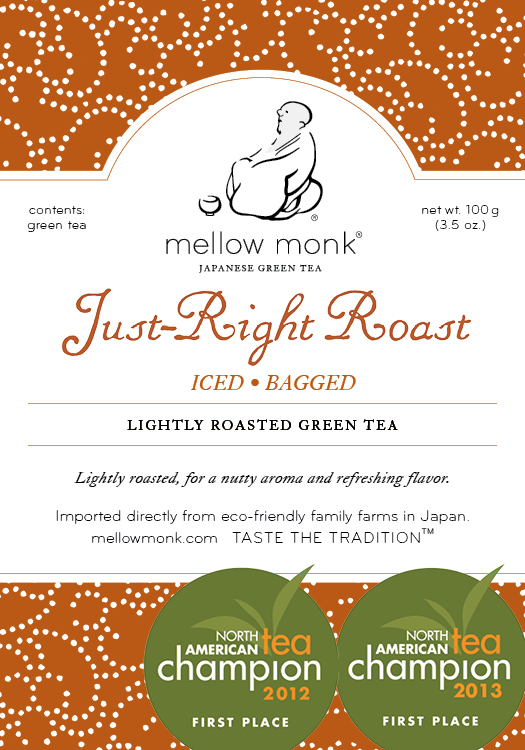 contents:
green tea
net wt. 100 g
(3.5 oz.)
®
mellow monk®
JAPANESE GREEN TEA
Just-Right Roast
ICED • BAGGED
LIGHTLY ROASTED GREEN TEA
Lightly roasted, for a nutty aroma and refreshing flavor.
Imported directly from eco-friendly family farms in Japan.
mellowmonk.com TASTE THE TRADITION™
NORTH
AMERICAN tea
champion
2012
FIRST PLACE
NORTH
AMERICAN tea
champion
2013
FIRST PLACE